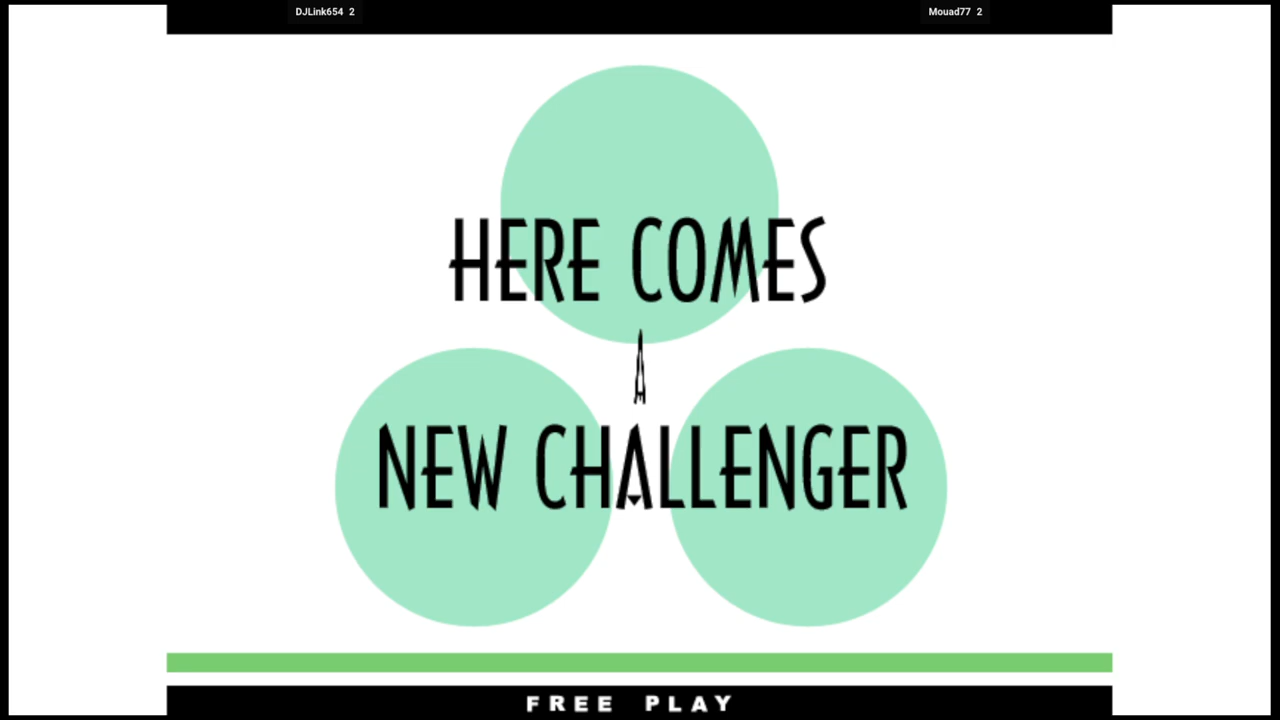 DJLink654 2
Mouad77 2
HERE COMES
A
NEW CHALLENGER
FREE PLAY